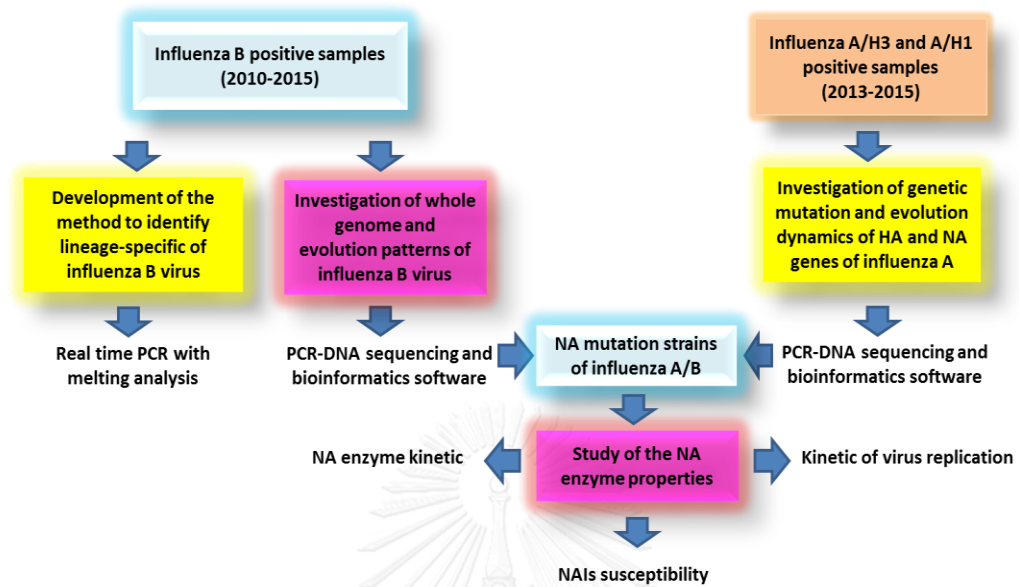 Influenza B positive samples
(2010-2015)
Influenza A/H3 and A/H1
positive samples
(2013-2015)
Development of the
method to identify
lineage-specific of
influenza B virus
Investigation of whole
genome and
evolution patterns of
influenza B virus
Investigation of genetic
mutation and evolution
dynamics of HA and NA
genes of influenza A
Real time PCR with
melting analysis
PCR-DNA sequencing and
bioinformatics software
NA mutation strains
of influenza A/B
PCR-DNA sequencing and
bioinformatics software
NA enzyme kinetic
Study of the NA
enzyme properties
Kinetic of virus replication
NAIs susceptibility